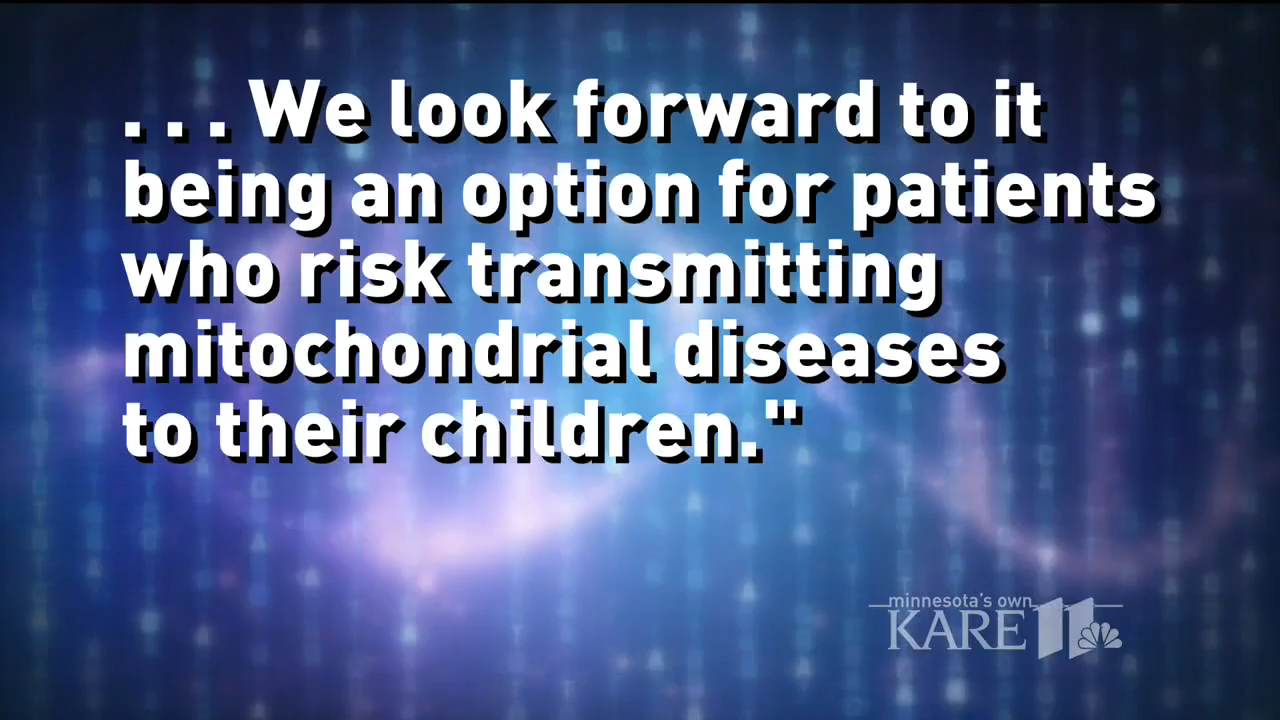 . . . We look forward to it
being an option for patients
who risk transmitting
mitochondrial diseases
to their children."
minnesota's own
KARE 11